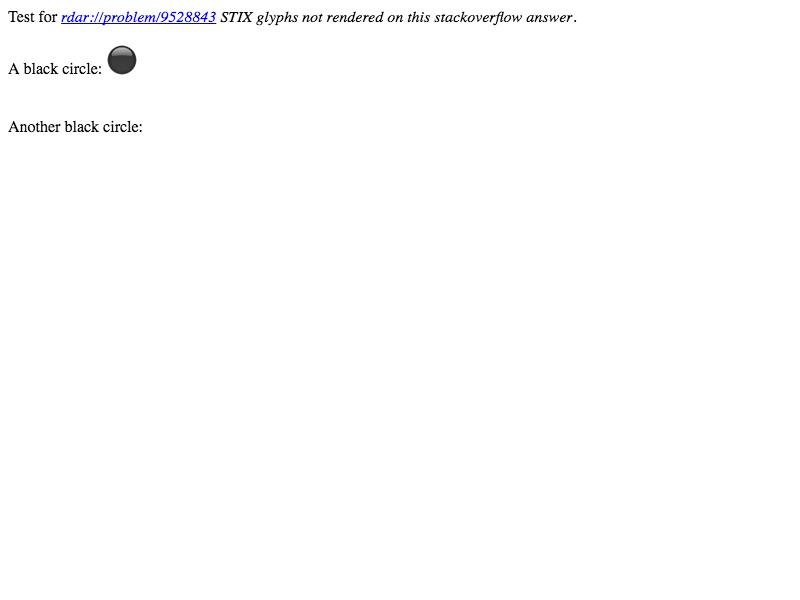 Test for rdar://problem/9528843 STIX glyphs not rendered on this stackoverflow answer.
A black circle: ⚫
Another black circle: